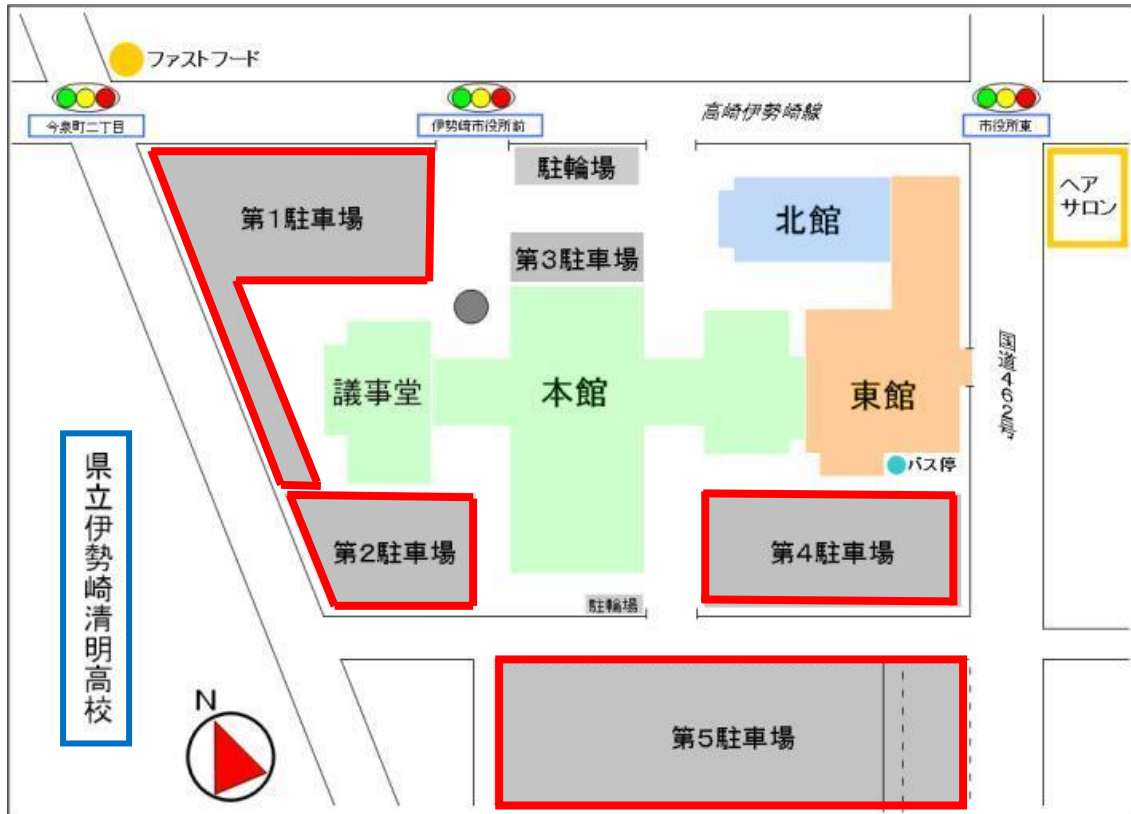 ファストフード
今泉町二丁目
伊勢崎市役所前
高崎伊勢崎線
市役所東
駐輪場
ヘア
サロン
第1駐車場
北館
第3駐車場
議事堂
本館
東館
国道462号
バス停
県立伊勢崎清明高校
第2駐車場
第4駐車場
駐輪場
N
第5駐車場